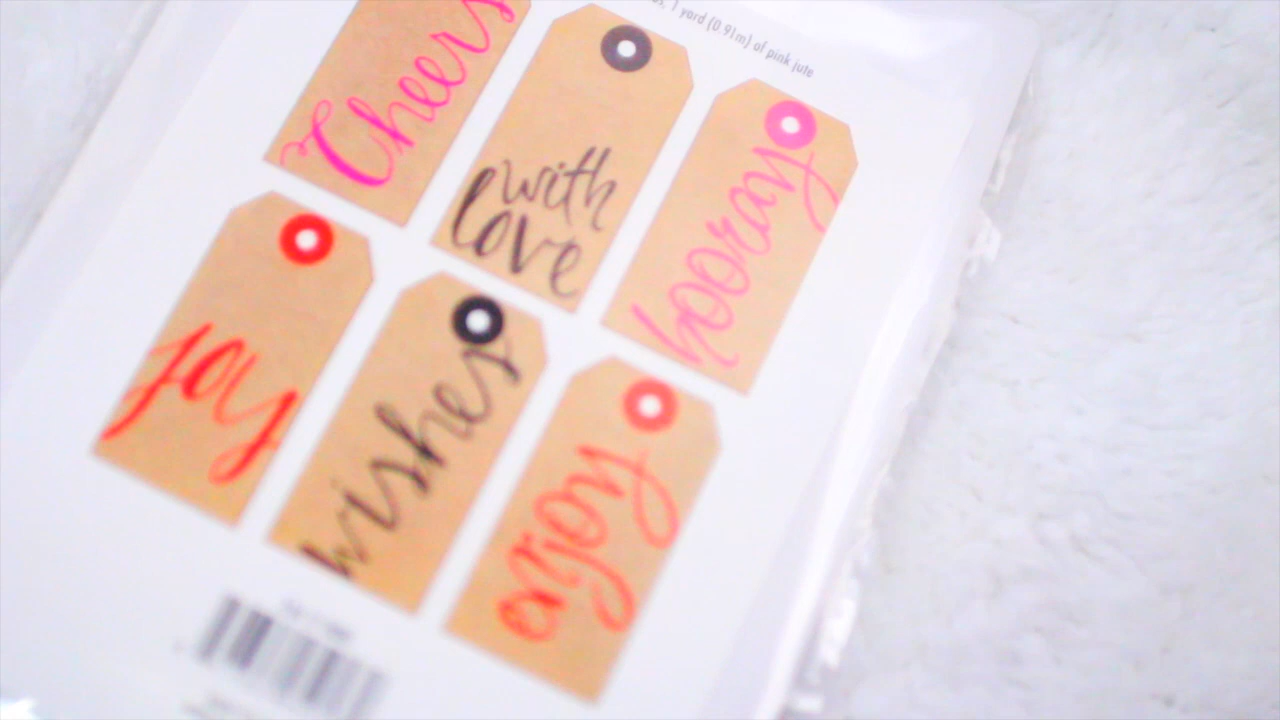 1 yard (0.91m) of pink jute
Cheers
with
love
hooray
joy
wishes
enjoy